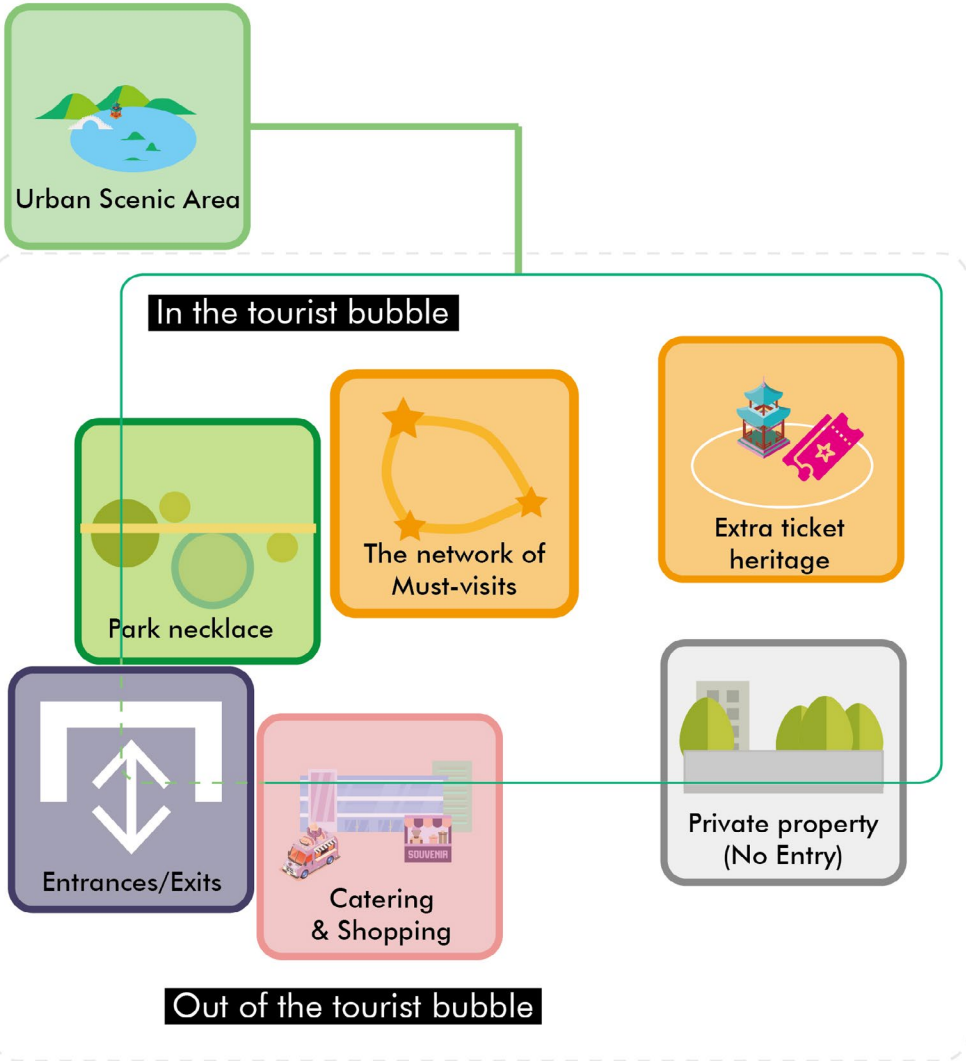 Urban Scenic Area
In the tourist bubble
Extra ticket
heritage
The network of
Must-visits
Park necklace
Private property
(No Entry)
Entrances/Exits
SOUVENIR
Catering
& Shopping
Out of the tourist bubble